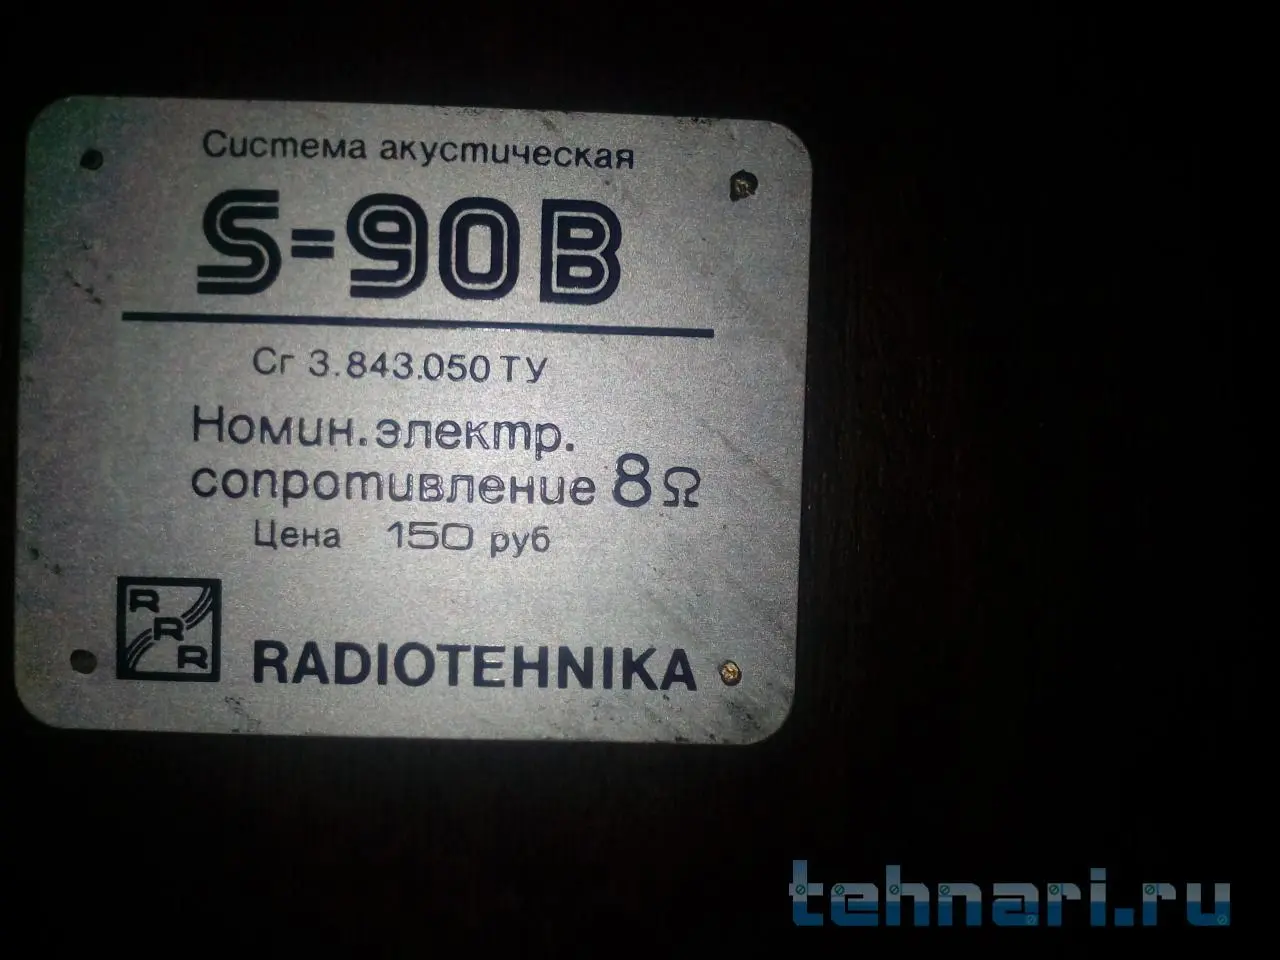 Система акустическая
S-90B
Сг 3.843.050 ТУ
Номин. электр.
сопротивление 8 Ω
Цена 150 руб
RRR
RADIOTEHNIKA
tehnari.ru